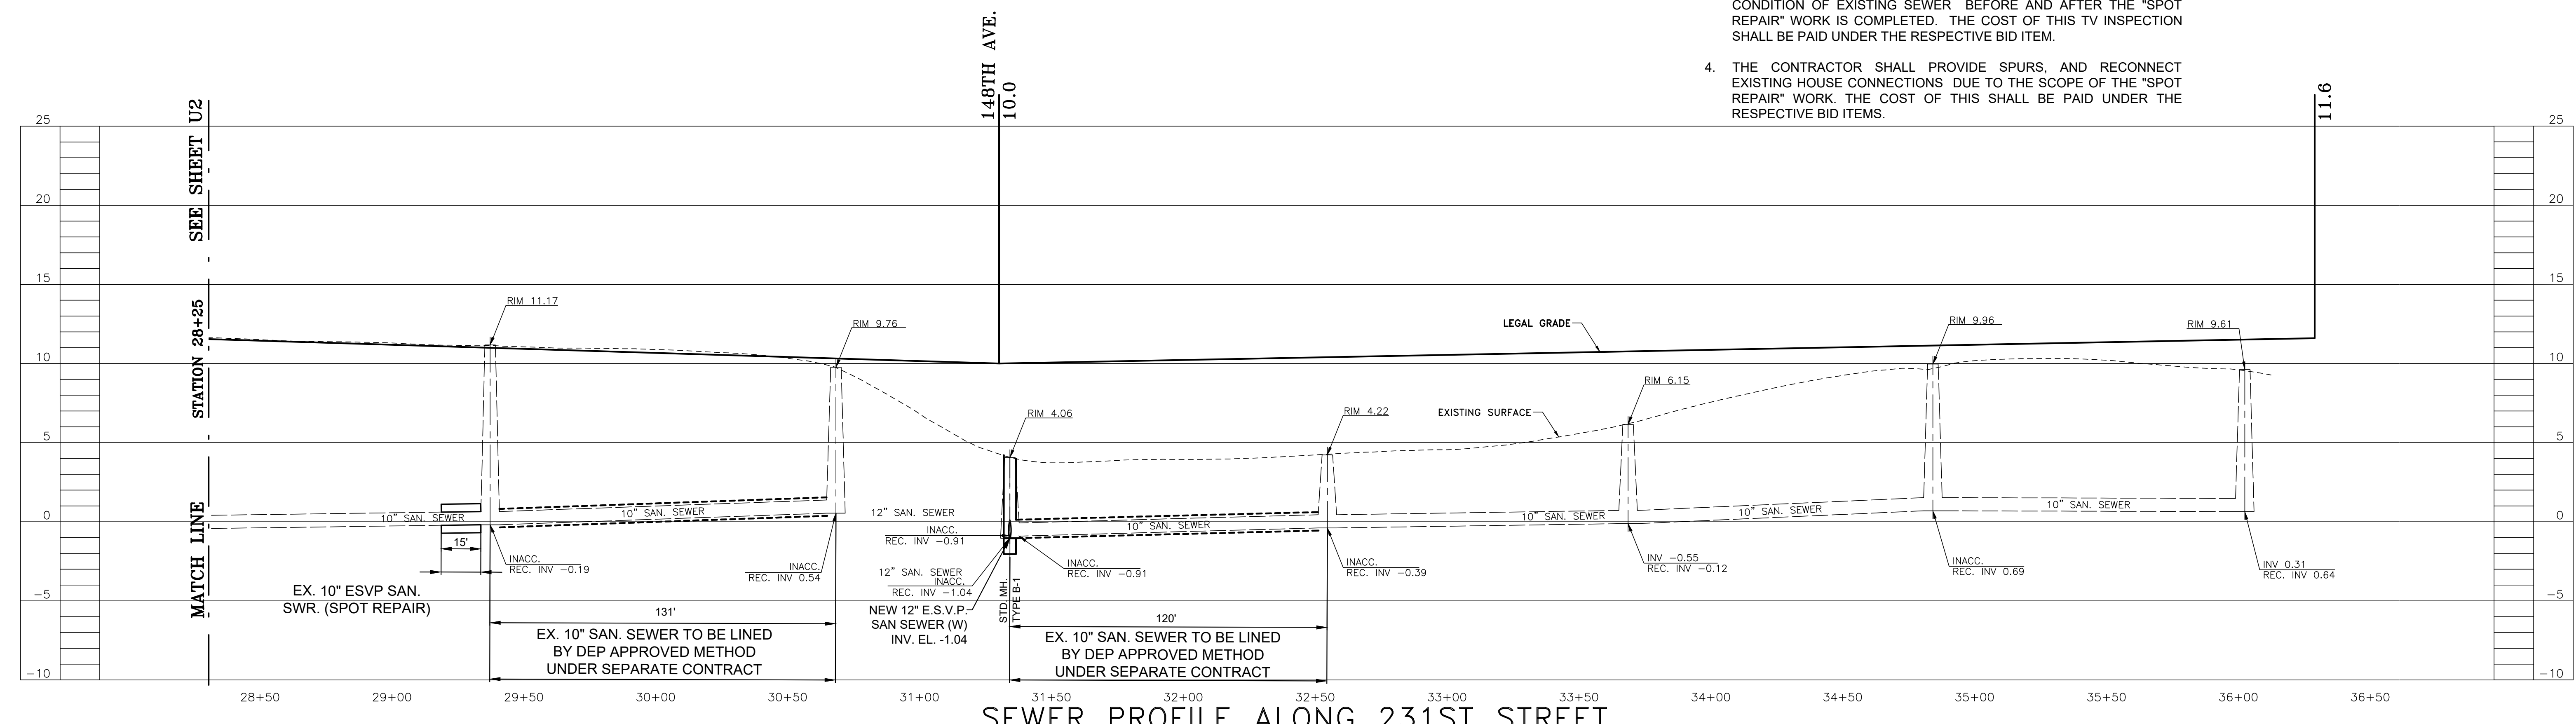 CONDITION OF EXISTING SEWER BEFORE AND AFTER THE "SPOT
REPAIR" WORK IS COMPLETED. THE COST OF THIS TV INSPECTION
SHALL BE PAID UNDER THE RESPECTIVE BID ITEM.
4. THE CONTRACTOR SHALL PROVIDE SPURS, AND RECONNECT
EXISTING HOUSE CONNECTIONS DUE TO THE SCOPE OF THE "SPOT
REPAIR" WORK. THE COST OF THIS SHALL BE PAID UNDER THE
RESPECTIVE BID ITEMS.
148TH AVE.
10.0
11.6
MATCH LINE STATION 28+25 SEE SHEET U2
25
20
15
10
5
0
-5
-10
25
20
15
10
5
0
-5
-10
RIM 11.17
RIM 9.76
RIM 4.06
RIM 4.22
RIM 6.15
RIM 9.96
RIM 9.61
LEGAL GRADE
EXISTING SURFACE
10" SAN. SEWER
10" SAN. SEWER
12" SAN. SEWER
10" SAN. SEWER
10" SAN. SEWER
10" SAN. SEWER
10" SAN. SEWER
15'
EX. 10" ESVP SAN.
SWR. (SPOT REPAIR)
INACC.
REC. INV -0.19
INACC.
REC. INV 0.54
INACC.
REC. INV -0.91
12" SAN. SEWER
INACC.
REC. INV -1.04
NEW 12" E.S.V.P.
SAN SEWER (W)
INV. EL. -1.04
STD. MH.
TYPE B-1
INACC.
REC. INV -0.91
INACC.
REC. INV -0.39
INV -0.55
REC. INV -0.12
INACC.
REC. INV 0.69
INV 0.31
REC. INV 0.64
131'
EX. 10" SAN. SEWER TO BE LINED
BY DEP APPROVED METHOD
UNDER SEPARATE CONTRACT
120'
EX. 10" SAN. SEWER TO BE LINED
BY DEP APPROVED METHOD
UNDER SEPARATE CONTRACT
28+50 29+00 29+50 30+00 30+50 31+00 31+50 32+00 32+50 33+00 33+50 34+00 34+50 35+00 35+50 36+00 36+50
SEWER PROFILE ALONG 231ST STREET